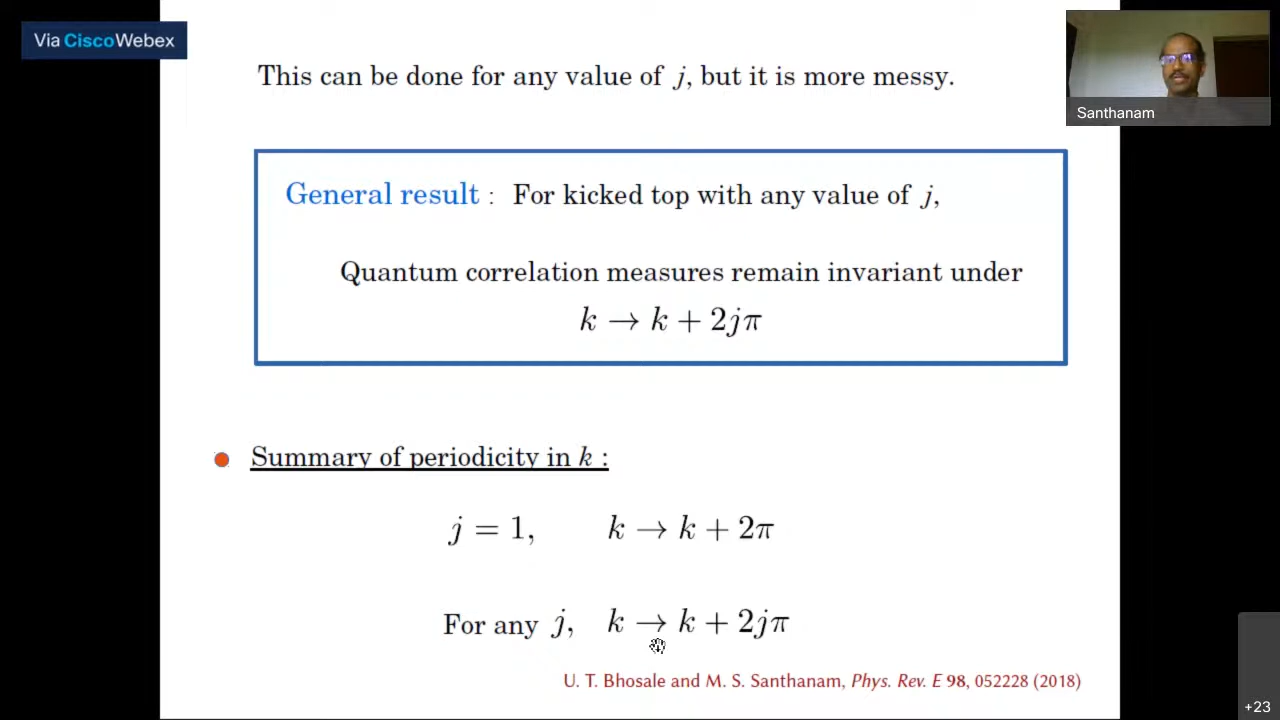 Via Cisco Webex
This can be done for any value of j, but it is more messy.
Santhanam
General result : For kicked top with any value of j,
Quantum correlation measures remain invariant under
k → k + 2jπ
Summary of periodicity in k :
j = 1, k → k + 2π
For any j, k → k + 2jπ
U. T. Bhosale and M. S. Santhanam, Phys. Rev. E 98, 052228 (2018)
+23